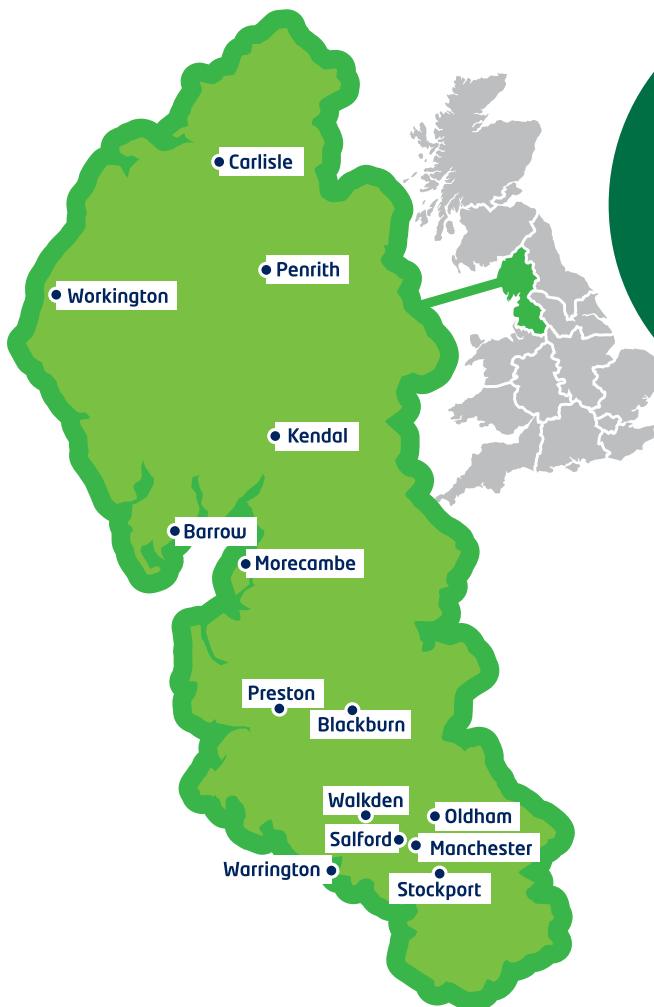 Carlisle
Penrith
Workington
Kendal
Barrow
Morecambe
Preston
Blackburn
Walkden
Oldham
Salford
Manchester
Warrington
Stockport